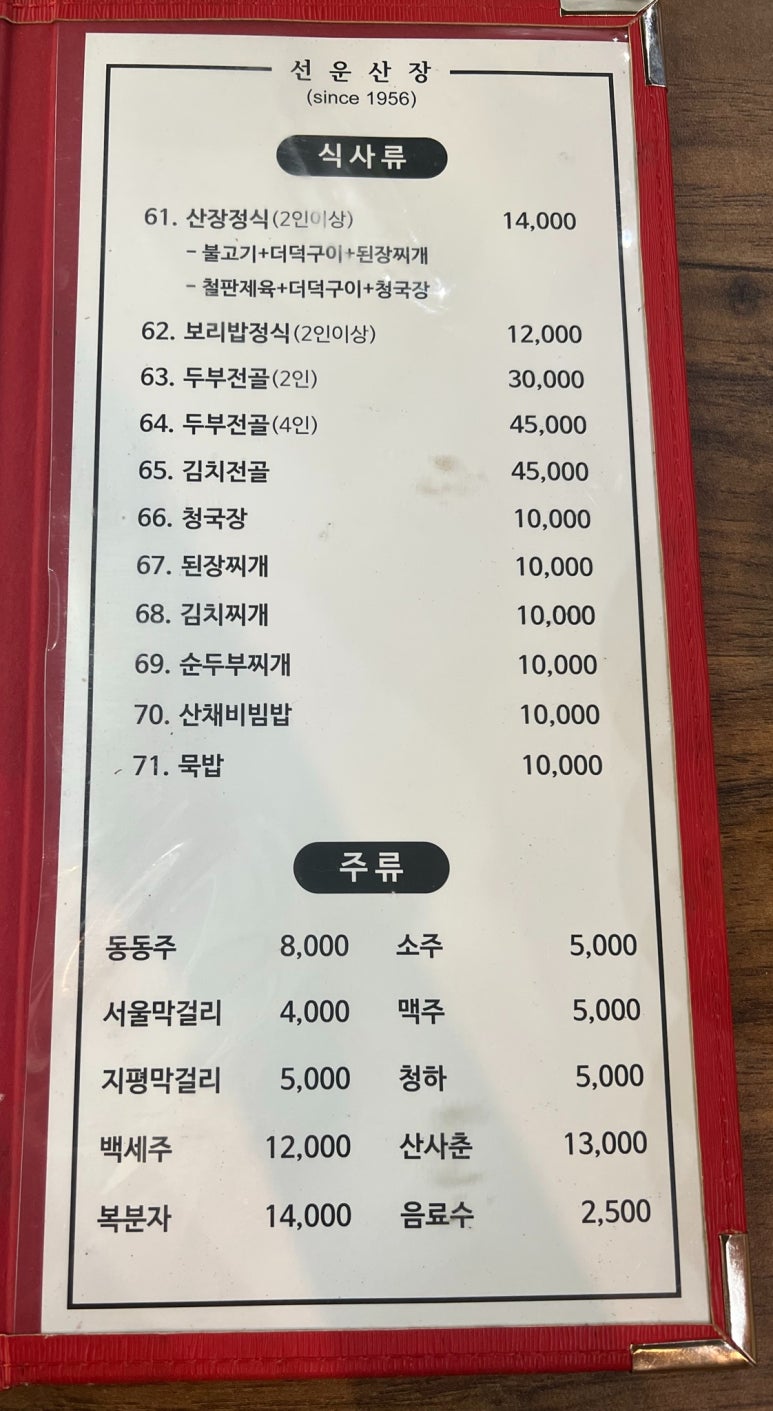 선운산장
(since 1956)
식사류
61. 산장정식(2인이상) 14,000
- 불고기+더덕구이+된장찌개
- 철판제육+더덕구이+청국장
62. 보리밥정식(2인이상) 12,000
63. 두부전골(2인) 30,000
64. 두부전골(4인) 45,000
65. 김치전골 45,000
66. 청국장 10,000
67. 된장찌개 10,000
68. 김치찌개 10,000
69. 순두부찌개 10,000
70. 산채비빔밥 10,000
71. 묵밥 10,000
주류
동동주 8,000 소주 5,000
서울막걸리 4,000 맥주 5,000
지평막걸리 5,000 청하 5,000
백세주 12,000 산사춘 13,000
복분자 14,000 음료수 2,500